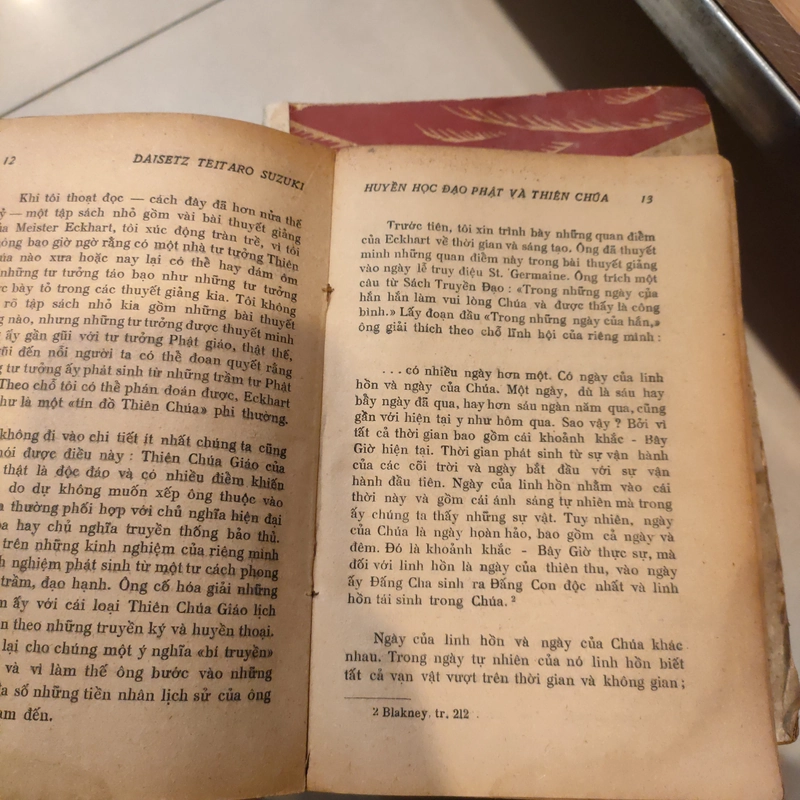 12
DAISETZ TEITARO SUZUKI
Khi tôi thoạt đọc — cách đây đã hơn nửa thế
— một tập sách nhỏ gồm vài bài thuyết giảng
của Meister Eckhart, tôi xúc động tràn trề, vì tôi
bao giờ ngờ rằng có một nhà tư tưởng Thiên
nào xưa hoặc nay lại có thể hay dám ôm
những tư tưởng táo bạo như những tư tưởng
bày tỏ trong các thuyết giảng kia. Tôi không
rõ tập sách nhỏ kia gồm những bài thuyết
nào, nhưng những tư tưởng được thuyết minh
ấy gần gũi với tư tưởng Phật giáo, thật thế,
đến nỗi người ta có thể đoan quyết rằng
tư tưởng ấy phát sinh từ những trầm tư Phật
Theo chỗ tôi có thể phán đoán được, Eckhart
như là một «tín đồ Thiên Chúa» phi thường.
không đi vào chi tiết ít nhất chúng ta cũng
nói được điều này : Thiên Chúa Giáo của
thật là độc đáo và có nhiều điểm khiến
do dự không muốn xếp ông thuộc vào
thường phối hợp với chủ nghĩa hiện đại
hay chủ nghĩa truyền thống bảo thủ.
trên những kinh nghiệm của riêng mình
nghiệm phát sinh từ một tư cách phong
trầm, đạo hạnh. Ông cố hóa giải những
ấy với cái loại Thiên Chúa Giáo lịch
theo những truyền kỳ và huyền thoại.
lại cho chúng một ý nghĩa «bí truyền»
và vì làm thế ông bước vào những
số những tiền nhân lịch sử của ông
đến.
HUYỀN HỌC ĐẠO PHẬT VÀ THIÊN CHÚA 13
Trước tiên, tôi xin trình bày những quan điểm
của Eckhart về thời gian và sáng tạo. Ông đã thuyết
minh những quan điểm này trong bài thuyết giảng
vào ngày lễ truy điệu St. Germaine. Ông trích một
câu từ Sách Truyền Đạo : «Trong những ngày của
hắn hắn làm vui lòng Chúa và được thấy là công
bình.» Lấy đoạn đầu «Trong những ngày của hắn,»
ông giải thích theo chỗ lĩnh hội của riêng mình :
. . . có nhiều ngày hơn một. Có ngày của linh
hồn và ngày của Chúa. Một ngày, dù là sáu hay
bảy ngày đã qua, hay hơn sáu ngàn năm qua, cũng
gần với hiện tại y như hôm qua. Sao vậy ? Bởi vì
tất cả thời gian bao gồm cái khoảnh khắc - Bây
Giờ hiện tại. Thời gian phát sinh từ sự vận hành
của các cõi trời và ngày bắt đầu với sự vận
hành đầu tiên. Ngày của linh hồn nhằm vào cái
thời này và gồm cái ánh sáng tự nhiên mà trong
ấy chúng ta thấy những sự vật. Tuy nhiên, ngày
của Chúa là ngày hoàn hảo, bao gồm cả ngày và
đêm. Đó là khoảnh khắc - Bây Giờ thực sự, mà
đối với linh hồn là ngày của thiên thu, vào ngày
ấy Đấng Cha sinh ra Đấng Con độc nhất và linh
hồn tái sinh trong Chúa.²
Ngày của linh hồn và ngày của Chúa khác
nhau. Trong ngày tự nhiên của nó linh hồn biết
tất cả vạn vật vượt trên thời gian và không gian ;
2 Blakney, tr. 212